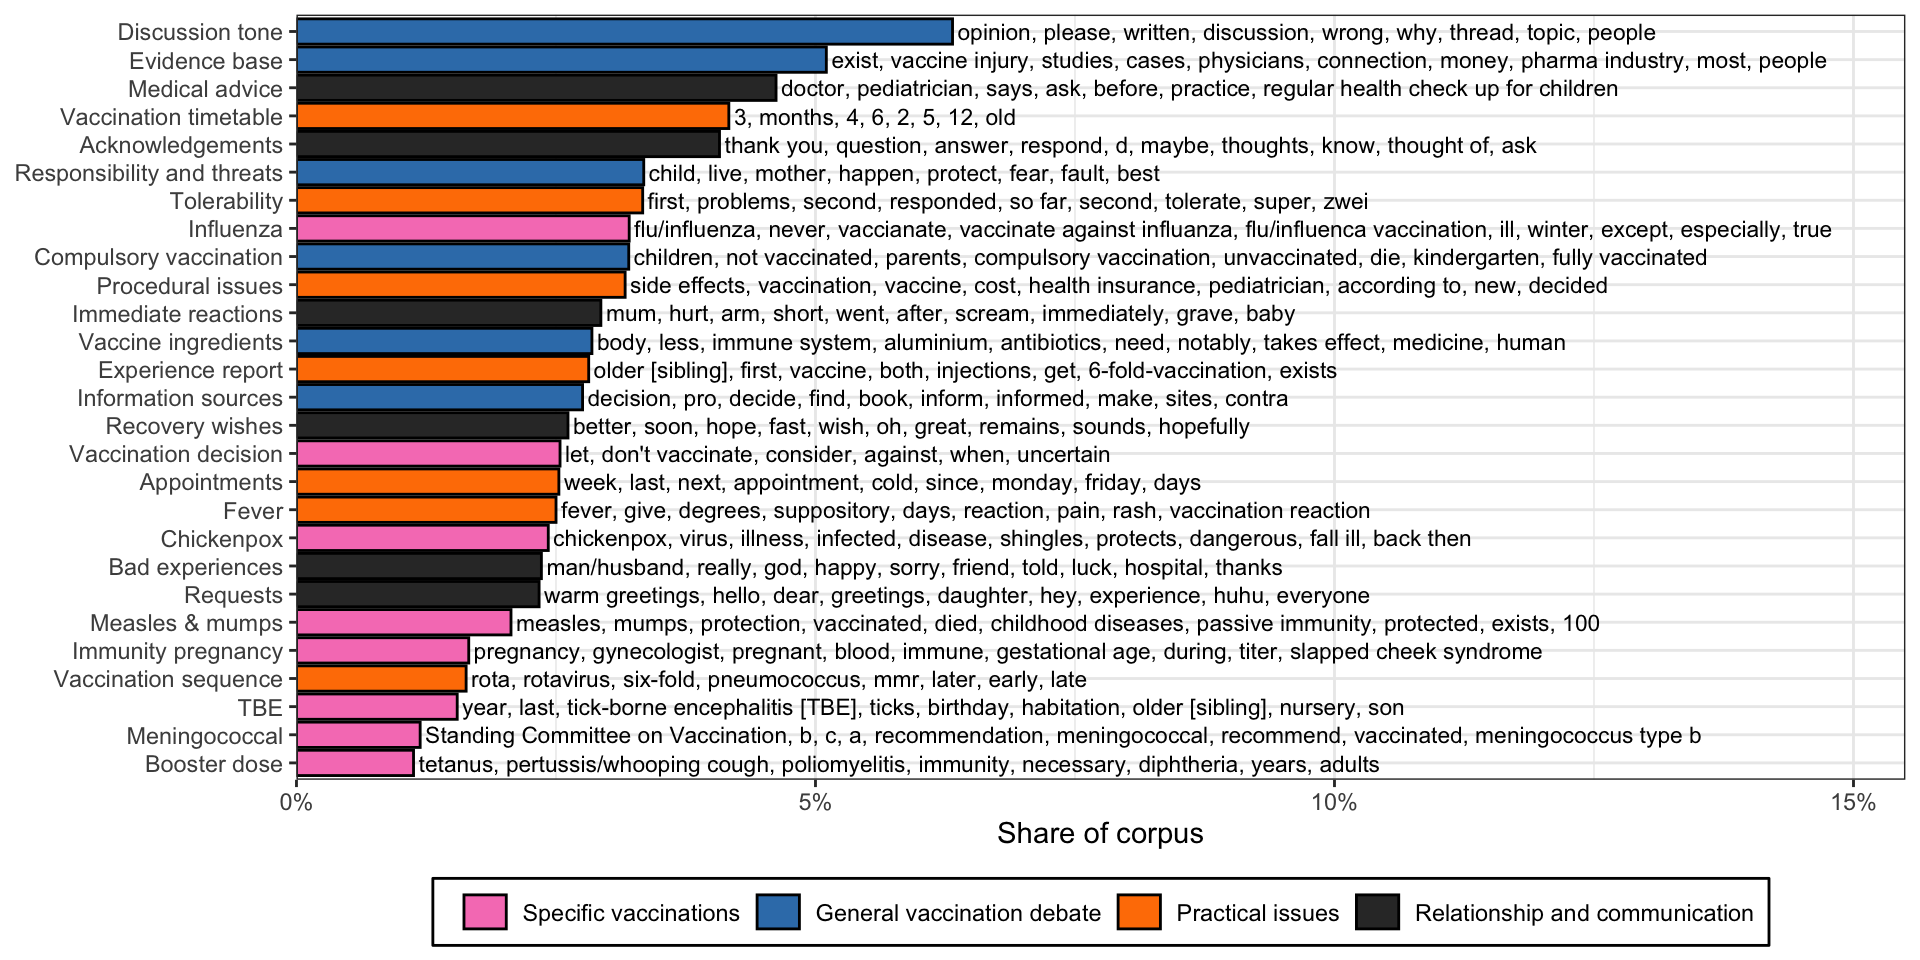 Discussion tone opinion, please, written, discussion, wrong, why, thread, topic, people
Evidence base exist, vaccine injury, studies, cases, physicians, connection, money, pharma industry, most, people
Medical advice doctor, pediatrician, says, ask, before, practice, regular health check up for children
Vaccination timetable 3, months, 4, 6, 2, 5, 12, old
Acknowledgements thank you, question, answer, respond, d, maybe, thoughts, know, thought of, ask
Responsibility and threats child, live, mother, happen, protect, fear, fault, best
Tolerability first, problems, second, responded, so far, second, tolerate, super, zwei
Influenza flu/influenza, never, vaccianate, vaccinate against influanza, flu/influenca vaccination, ill, winter, except, especially, true
Compulsory vaccination children, not vaccinated, parents, compulsory vaccination, unvaccinated, die, kindergarten, fully vaccinated
Procedural issues side effects, vaccination, vaccine, cost, health insurance, pediatrician, according to, new, decided
Immediate reactions mum, hurt, arm, short, went, after, scream, immediately, grave, baby
Vaccine ingredients body, less, immune system, aluminium, antibiotics, need, notably, takes effect, medicine, human
Experience report older [sibling], first, vaccine, both, injections, get, 6-fold-vaccination, exists
Information sources decision, pro, decide, find, book, inform, informed, make, sites, contra
Recovery wishes better, soon, hope, fast, wish, oh, great, remains, sounds, hopefully
Vaccination decision let, don't vaccinate, consider, against, when, uncertain
Appointments week, last, next, appointment, cold, since, monday, friday, days
Fever fever, give, degrees, suppository, days, reaction, pain, rash, vaccination reaction
Chickenpox chickenpox, virus, illness, infected, disease, shingles, protects, dangerous, fall ill, back then
Bad experiences man/husband, really, god, happy, sorry, friend, told, luck, hospital, thanks
Requests warm greetings, hello, dear, greetings, daughter, hey, experience, huhu, everyone
Measles & mumps measles, mumps, protection, vaccinated, died, childhood diseases, passive immunity, protected, exists, 100
Immunity pregnancy pregnancy, gynecologist, pregnant, blood, immune, gestational age, during, titer, slapped cheek syndrome
Vaccination sequence rota, rotavirus, six-fold, pneumococcus, mmr, later, early, late
TBE year, last, tick-borne encephalitis [TBE], ticks, birthday, habitation, older [sibling], nursery, son
Meningococcal Standing Committee on Vaccination, b, c, a, recommendation, meningococcal, recommend, vaccinated, meningococcus type b
Booster dose tetanus, pertussis/whooping cough, poliomyelitis, immunity, necessary, diphtheria, years, adults
0% 5% 10% 15%
Share of corpus
Specific vaccinations General vaccination debate Practical issues Relationship and communication